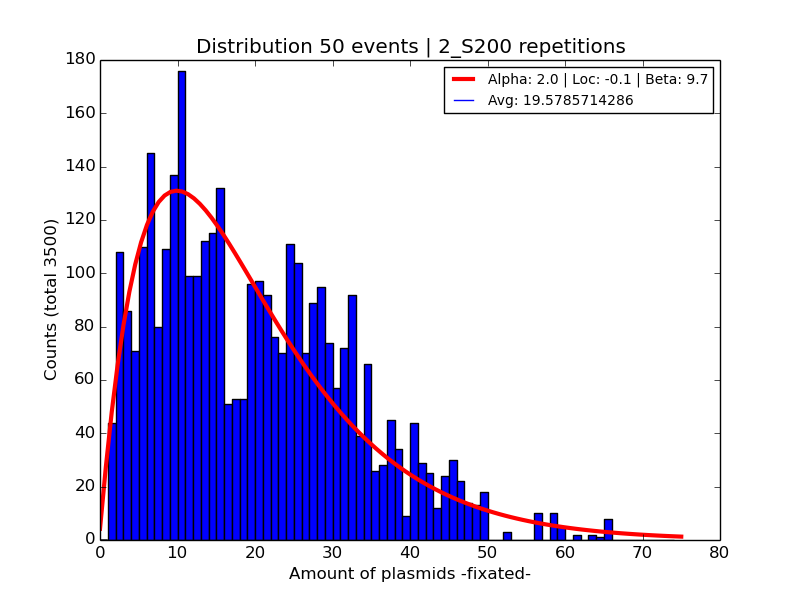 Distribution 50 events | 2_S200 repetitions
Alpha: 2.0 | Loc: -0.1 | Beta: 9.7
Avg: 19.5785714286
Counts (total 3500)
180
160
140
120
100
80
60
40
20
0
0 10 20 30 40 50 60 70 80
Amount of plasmids -fixated-